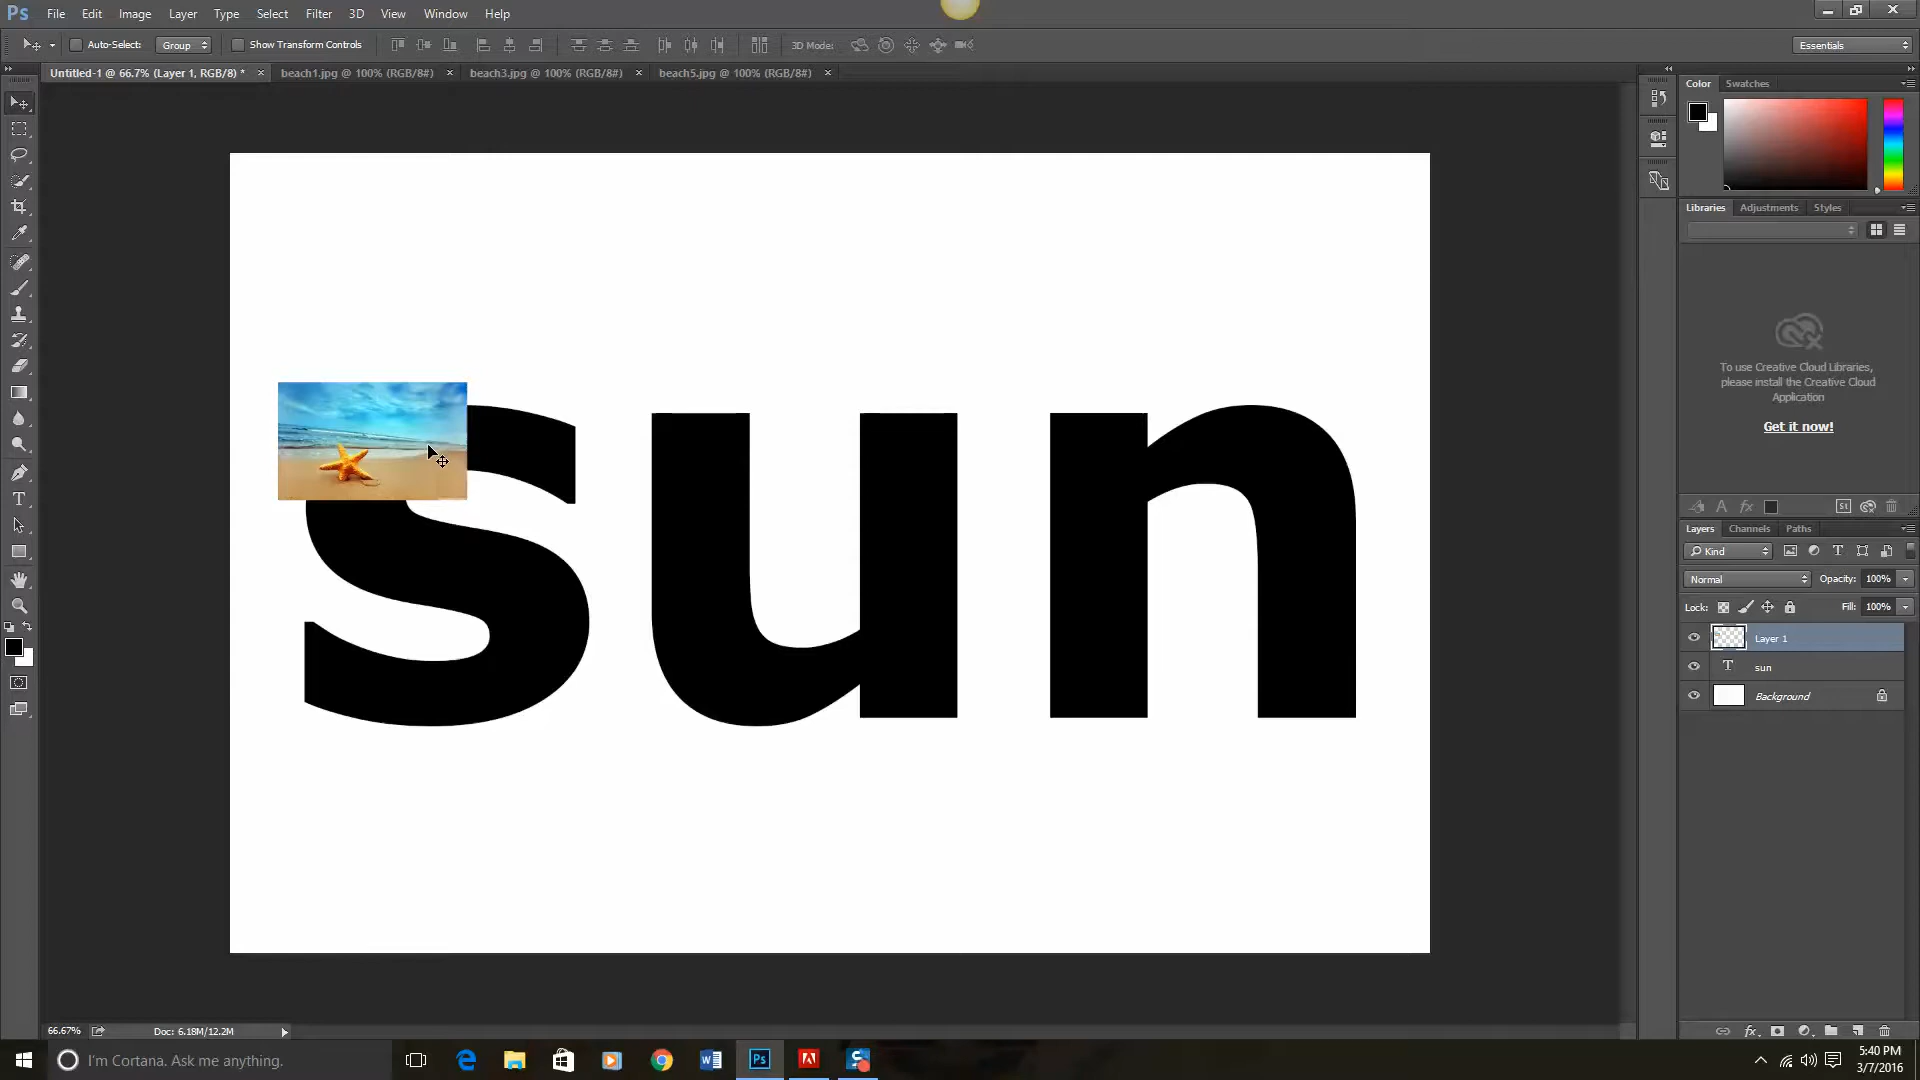 Ps File Edit Image Layer Type Select Filter 3D View Window Help
Auto-Select: Group Show Transform Controls 3D Mode: Essentials
Untitled-1 @ 66.7% (Layer 1, RGB/8) * × beach1.jpg @ 100% (RGB/8#) × beach3.jpg @ 100% (RGB/8#) × beach5.jpg @ 100% (RGB/8#) ×
Color Swatches
Libraries Adjustments Styles
To use Creative Cloud Libraries,
please install the Creative Cloud
Application
Get it now!
sun
Layers Channels Paths
Kind
Normal Opacity: 100%
Lock: Fill: 100%
Layer 1
T sun
Background
66.67% Doc: 6.18M/12.2M
I'm Cortana. Ask me anything.
5:40 PM
3/7/2016